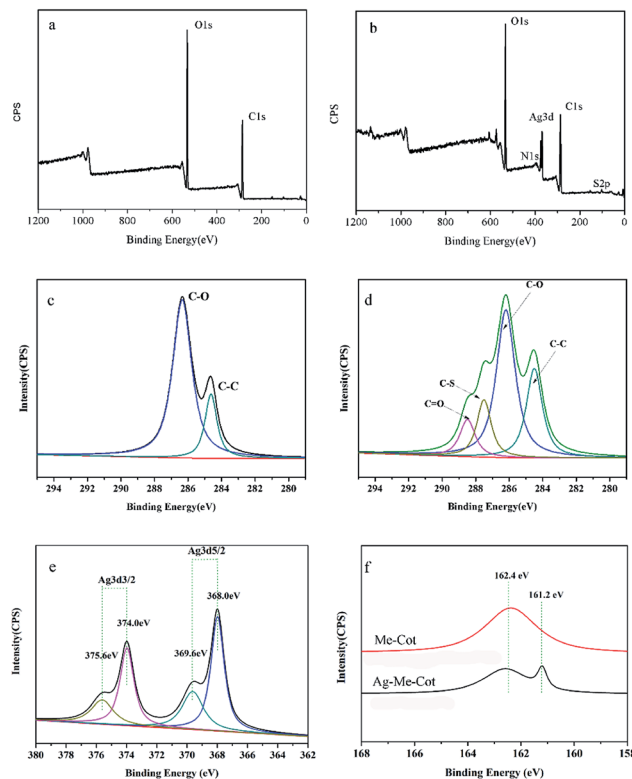 a
O1s
C1s
CPS
1200 1000 800 600 400 200 0
Binding Energy(eV)
b
O1s
Ag3d
C1s
N1s
S2p
CPS
1200 1000 800 600 400 200 0
Binding Energy(eV)
c
C-O
C-C
Intensity(CPS)
294 292 290 288 286 284 282 280
Binding Energy(eV)
d
C-O
C-C
C-S
C=O
Intensity(CPS)
294 292 290 288 286 284 282 280
Binding Energy(eV)
e
Ag3d5/2
Ag3d3/2
368.0eV
374.0eV
375.6eV
369.6eV
Intensity(CPS)
380 378 376 374 372 370 368 366 364 362
Binding Energy(eV)
f
162.4 eV
161.2 eV
Me-Cot
Ag-Me-Cot
Intensity(CPS)
168 166 164 162 160 158
Binding Energy(eV)